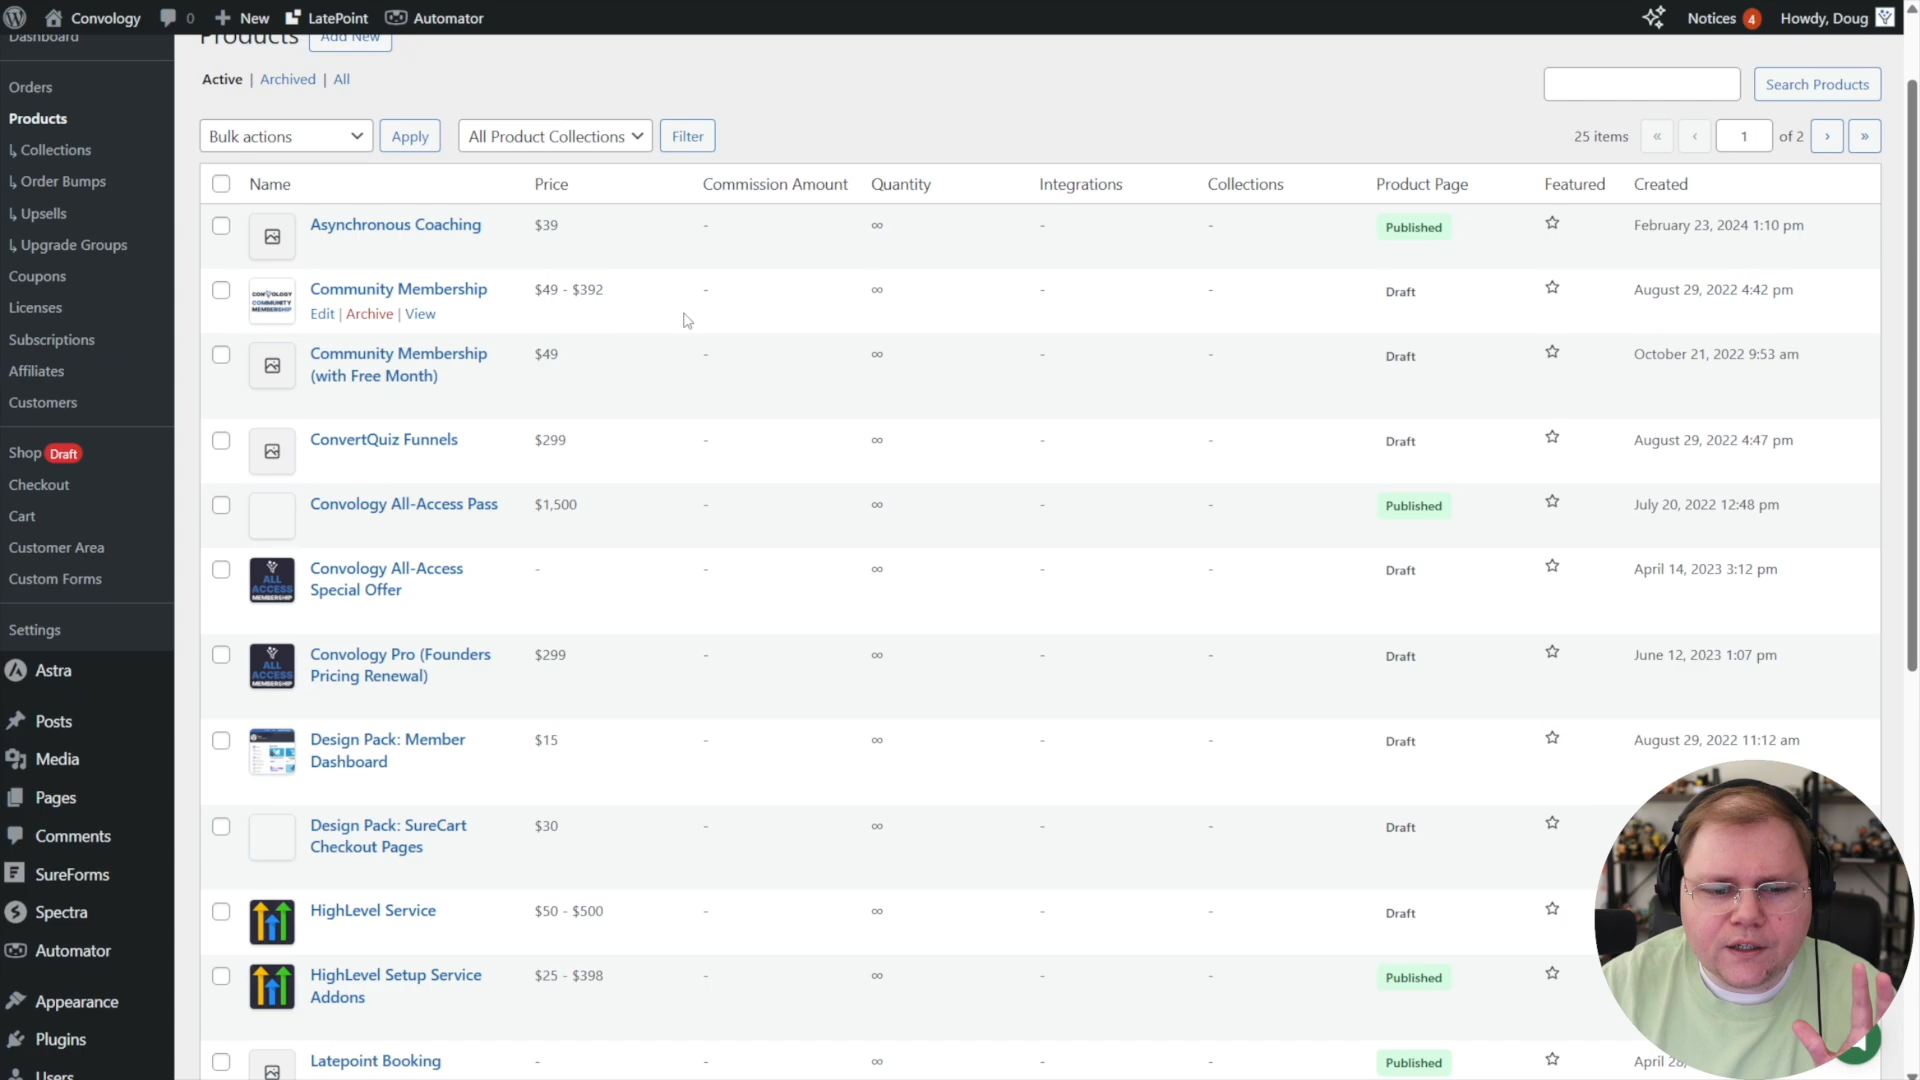 Convology 0 New LatePoint Automator Notices 4 Howdy, Doug
Dashboard
Products Add New
Orders
Products
Collections
Order Bumps
Upsells
Upgrade Groups
Coupons
Licenses
Subscriptions
Affiliates
Customers
Shop Draft
Checkout
Cart
Customer Area
Custom Forms
Settings
Astra
Posts
Media
Pages
Comments
SureForms
Spectra
Automator
Appearance
Plugins
Users
Active | Archived | All
Search Products
Bulk actions Apply All Product Collections Filter 25 items « ‹ 1 of 2 › »
Name Price Commission Amount Quantity Integrations Collections Product Page Featured Created
Asynchronous Coaching $39 - ∞ - - Published February 23, 2024 1:10 pm
CONVOLOGY
COMMUNITY
MEMBERSHIP
Community Membership $49 - $392 - ∞ - - Draft August 29, 2022 4:42 pm
Edit | Archive | View
Community Membership $49 - ∞ - - Draft October 21, 2022 9:53 am
(with Free Month)
ConvertQuiz Funnels $299 - ∞ - - Draft August 29, 2022 4:47 pm
Convology All-Access Pass $1,500 - ∞ - - Published July 20, 2022 12:48 pm
ALL
ACCESS
MEMBERSHIP
Convology All-Access - - ∞ - - Draft April 14, 2023 3:12 pm
Special Offer
ALL
ACCESS
MEMBERSHIP
Convology Pro (Founders $299 - ∞ - - Draft June 12, 2023 1:07 pm
Pricing Renewal)
Design Pack: Member $15 - ∞ - - Draft August 29, 2022 11:12 am
Dashboard
Design Pack: SureCart $30 - ∞ - - Draft
Checkout Pages
HighLevel Service $50 - $500 - ∞ - - Draft
HighLevel Setup Service $25 - $398 - ∞ - - Published
Addons
Latepoint Booking - - ∞ - - Published April